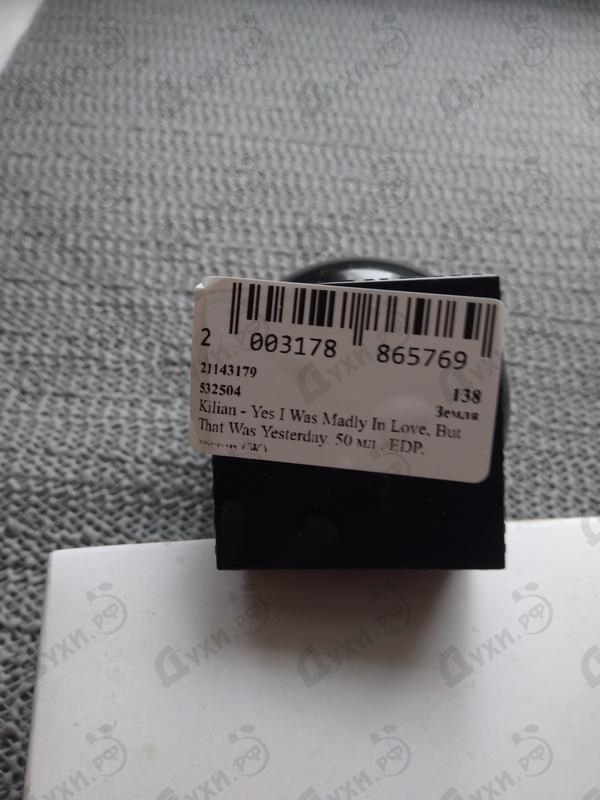 2 003178 865769
21143179
532504 138
Земля
Kilian - Yes I Was Madly In Love, But
That Was Yesterday. 50 мл , EDP,
Духи.рф